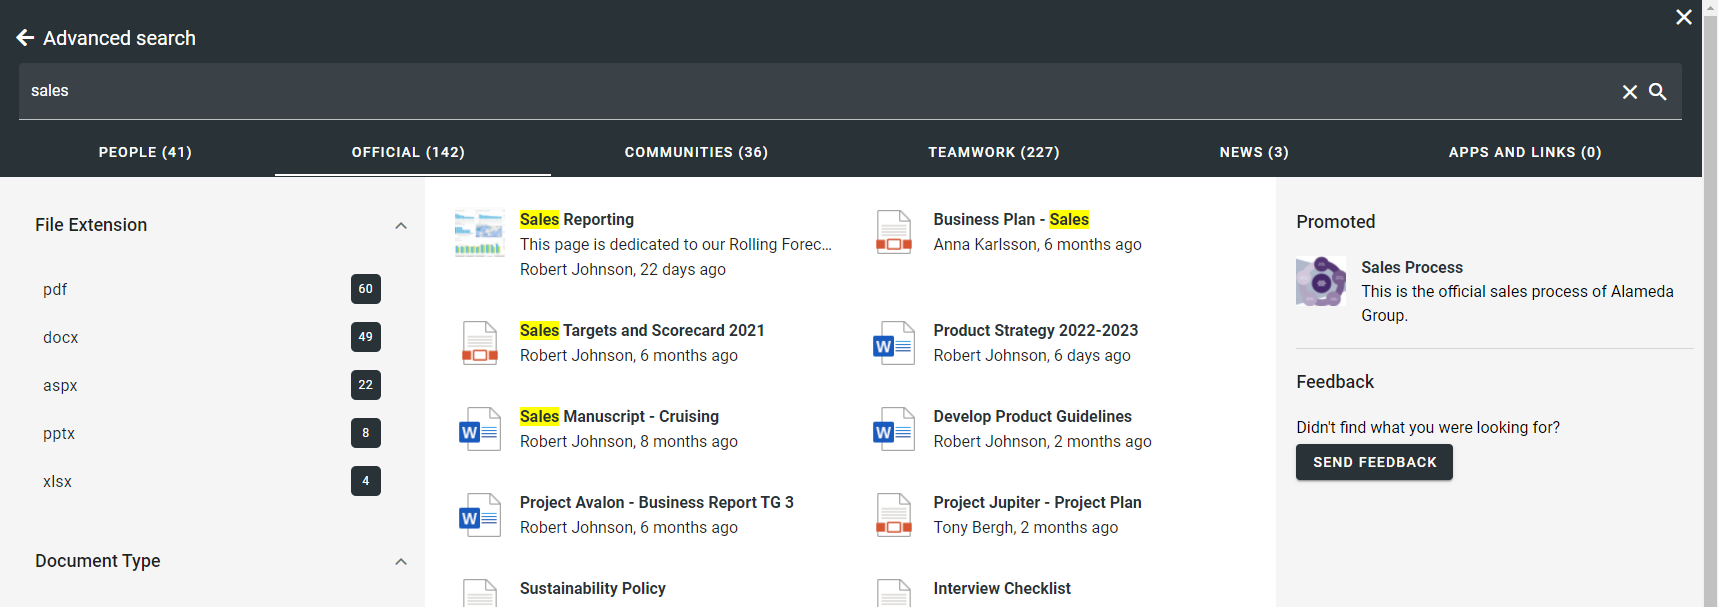 Advanced search
sales
PEOPLE (41)
OFFICIAL (142)
COMMUNITIES (36)
TEAMWORK (227)
NEWS (3)
APPS AND LINKS (0)
File Extension
pdf 60
docx 49
aspx 22
pptx 8
xlsx 4
Document Type
Sales Reporting
This page is dedicated to our Rolling Forec...
Robert Johnson, 22 days ago
Business Plan - Sales
Anna Karlsson, 6 months ago
Sales Targets and Scorecard 2021
Robert Johnson, 6 months ago
Product Strategy 2022-2023
Robert Johnson, 6 days ago
Sales Manuscript - Cruising
Robert Johnson, 8 months ago
Develop Product Guidelines
Robert Johnson, 2 months ago
Project Avalon - Business Report TG 3
Robert Johnson, 6 months ago
Project Jupiter - Project Plan
Tony Bergh, 2 months ago
Sustainability Policy
Interview Checklist
Promoted
Sales Process
This is the official sales process of Alameda
Group.
Feedback
Didn't find what you were looking for?
SEND FEEDBACK